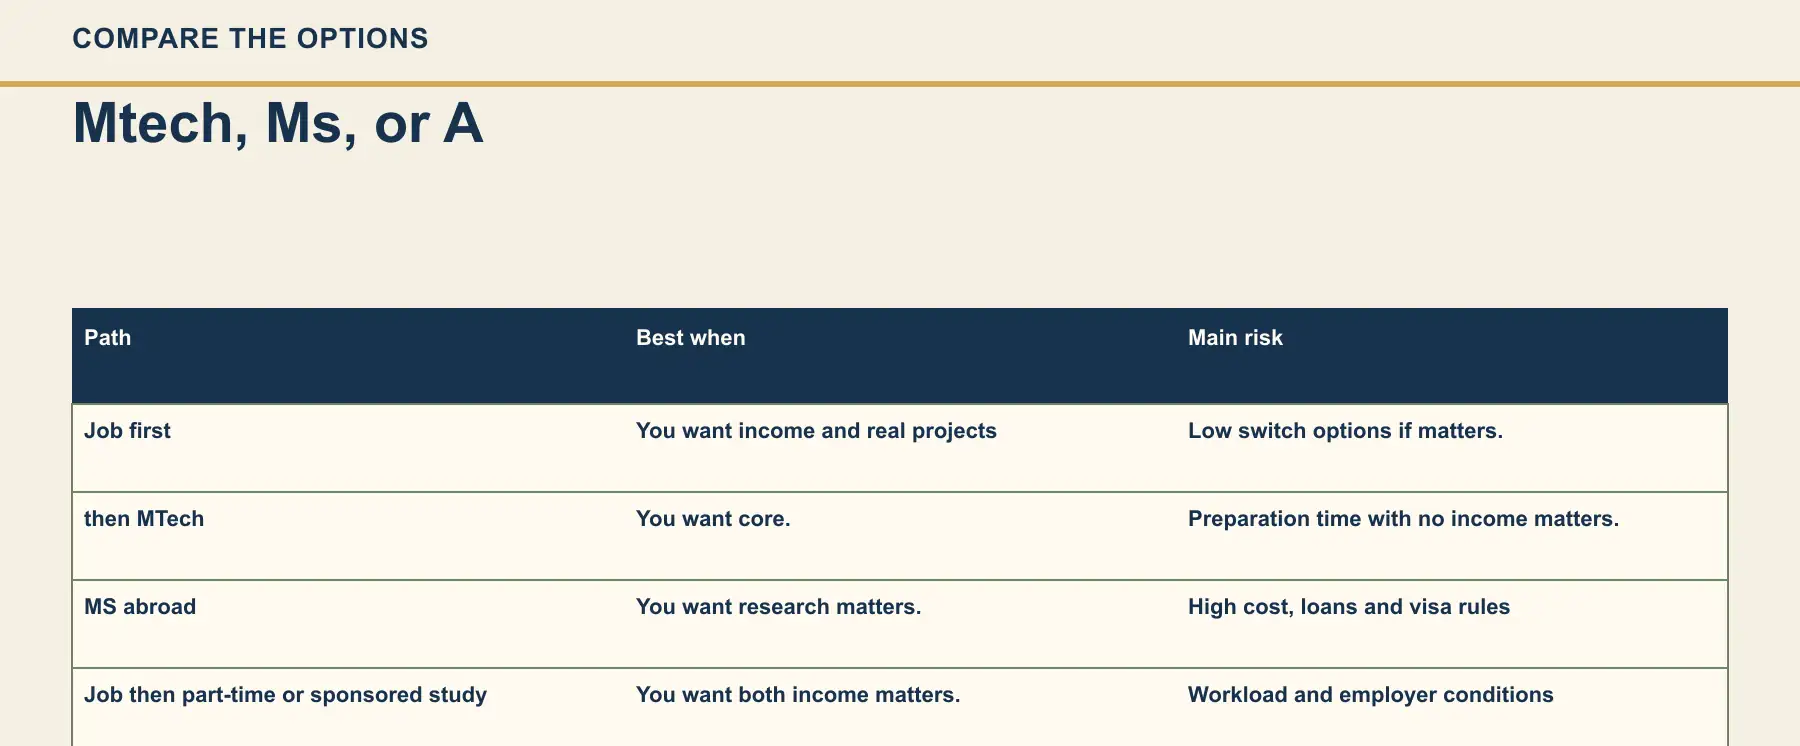 COMPARE THE OPTIONS
Mtech, Ms, or A
Path Best when Main risk
Job first You want income and real projects Low switch options if matters.
then MTech You want core. Preparation time with no income matters.
MS abroad You want research matters. High cost, loans and visa rules
Job then part-time or sponsored study You want both income matters. Workload and employer conditions